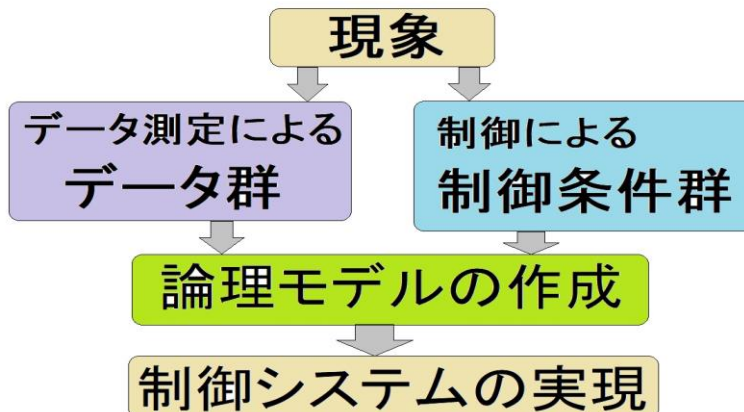 現象
データ測定による
データ群
制御による
制御条件群
論理モデルの作成
制御システムの実現